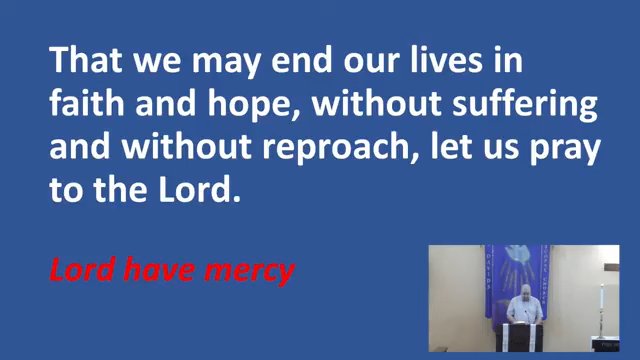 That we may end our lives in
faith and hope, without suffering
and without reproach, let us pray
to the Lord.
Lord have mercy